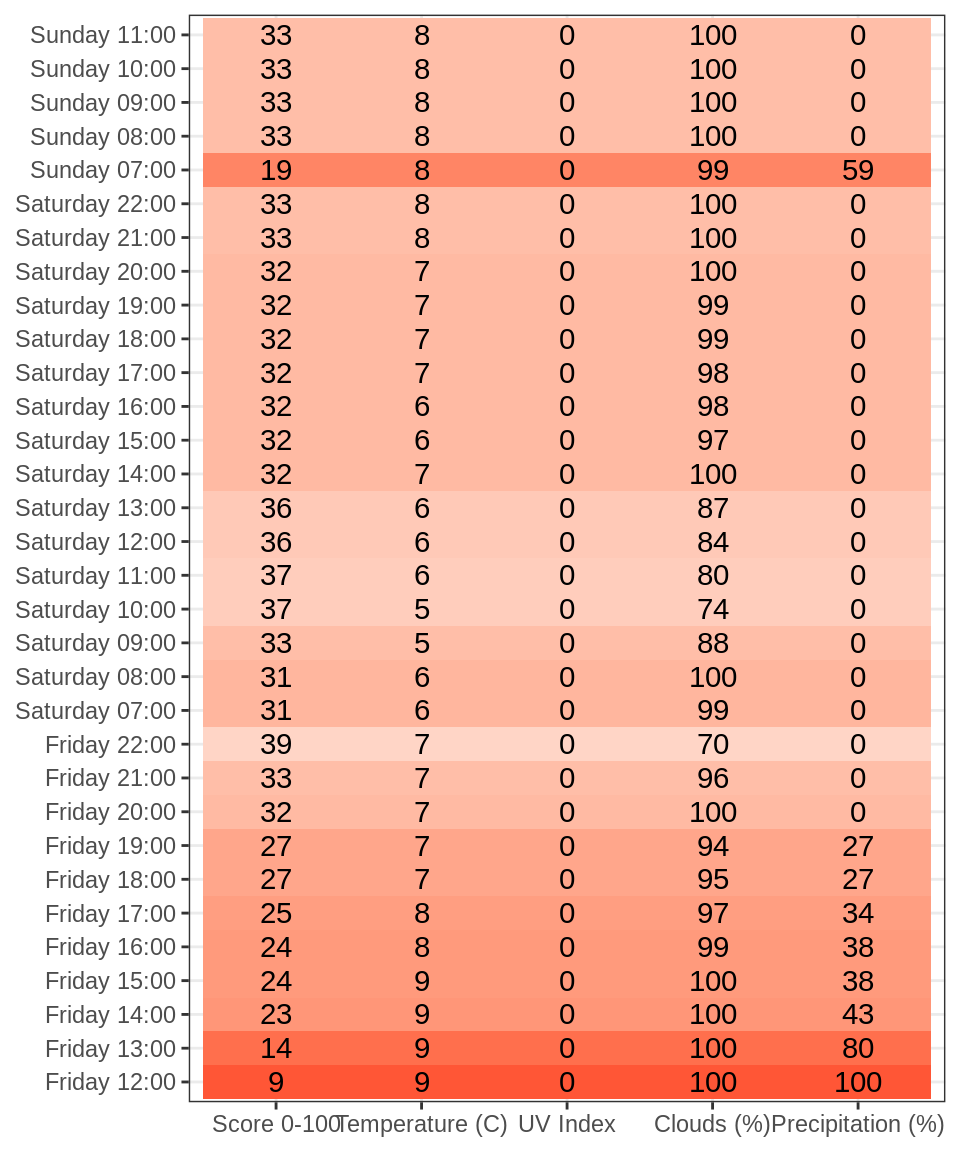 Sunday 11:00 33 8 0 100 0
Sunday 10:00 33 8 0 100 0
Sunday 09:00 33 8 0 100 0
Sunday 08:00 33 8 0 100 0
Sunday 07:00 19 8 0 99 59
Saturday 22:00 33 8 0 100 0
Saturday 21:00 33 8 0 100 0
Saturday 20:00 32 7 0 100 0
Saturday 19:00 32 7 0 99 0
Saturday 18:00 32 7 0 99 0
Saturday 17:00 32 7 0 98 0
Saturday 16:00 32 6 0 98 0
Saturday 15:00 32 6 0 97 0
Saturday 14:00 32 7 0 100 0
Saturday 13:00 36 6 0 87 0
Saturday 12:00 36 6 0 84 0
Saturday 11:00 37 6 0 80 0
Saturday 10:00 37 5 0 74 0
Saturday 09:00 33 5 0 88 0
Saturday 08:00 31 6 0 100 0
Saturday 07:00 31 6 0 99 0
Friday 22:00 39 7 0 70 0
Friday 21:00 33 7 0 96 0
Friday 20:00 32 7 0 100 0
Friday 19:00 27 7 0 94 27
Friday 18:00 27 7 0 95 27
Friday 17:00 25 8 0 97 34
Friday 16:00 24 8 0 99 38
Friday 15:00 24 9 0 100 38
Friday 14:00 23 9 0 100 43
Friday 13:00 14 9 0 100 80
Friday 12:00 9 9 0 100 100
Score 0-100 Temperature (C) UV Index Clouds (%) Precipitation (%)